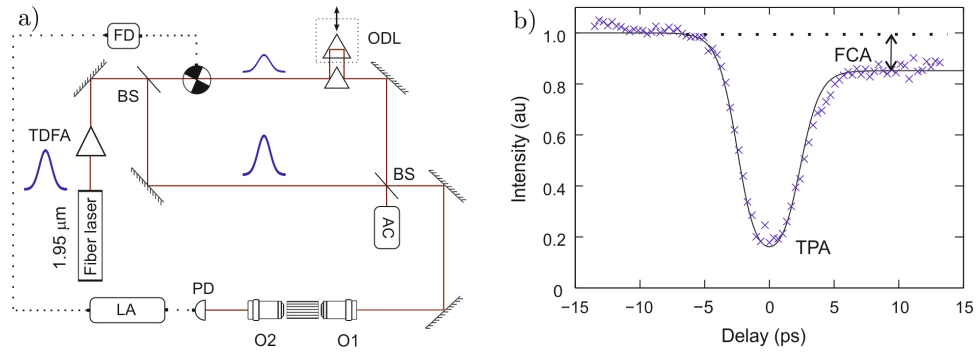 a)
FD
ODL
BS
TDFA
BS
AC
1.95 µm
Fiber laser
PD
LA
O2
O1
b)
1.0
0.8
0.6
0.4
0.2
0
Intensity (au)
FCA
TPA
−15 −10 −5 0 5 10 15
Delay (ps)